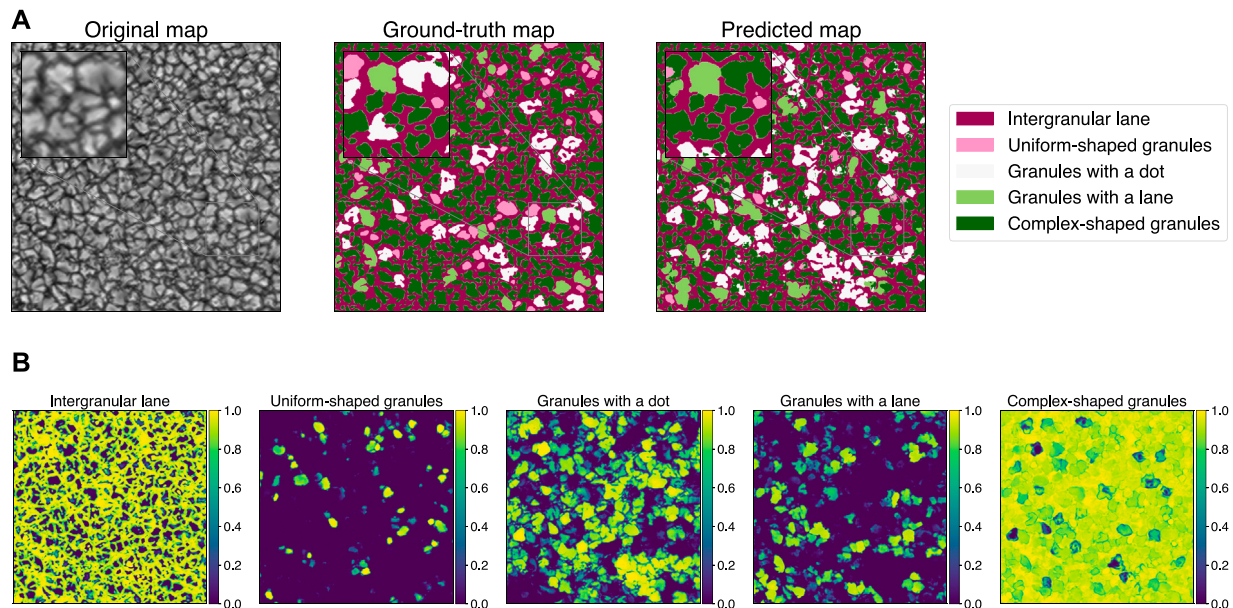 A
Original map
Ground-truth map
Predicted map
Intergranular lane
Uniform-shaped granules
Granules with a dot
Granules with a lane
Complex-shaped granules
B
Intergranular lane
Uniform-shaped granules
Granules with a dot
Granules with a lane
Complex-shaped granules
1.0
0.8
0.6
0.4
0.2
0.0
1.0
0.8
0.6
0.4
0.2
0.0
1.0
0.8
0.6
0.4
0.2
0.0
1.0
0.8
0.6
0.4
0.2
0.0
1.0
0.8
0.6
0.4
0.2
0.0